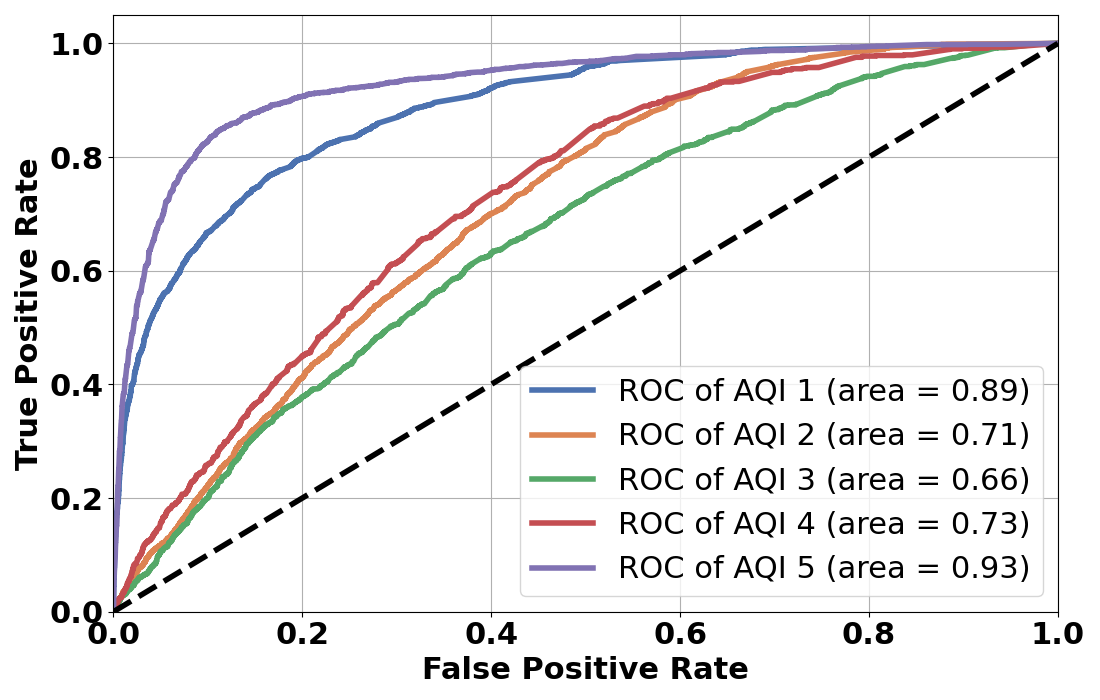 True Positive Rate
1.0
0.8
0.6
0.4
0.2
0.0
ROC of AQI 1 (area = 0.89)
ROC of AQI 2 (area = 0.71)
ROC of AQI 3 (area = 0.66)
ROC of AQI 4 (area = 0.73)
ROC of AQI 5 (area = 0.93)
0.0 0.2 0.4 0.6 0.8 1.0
False Positive Rate